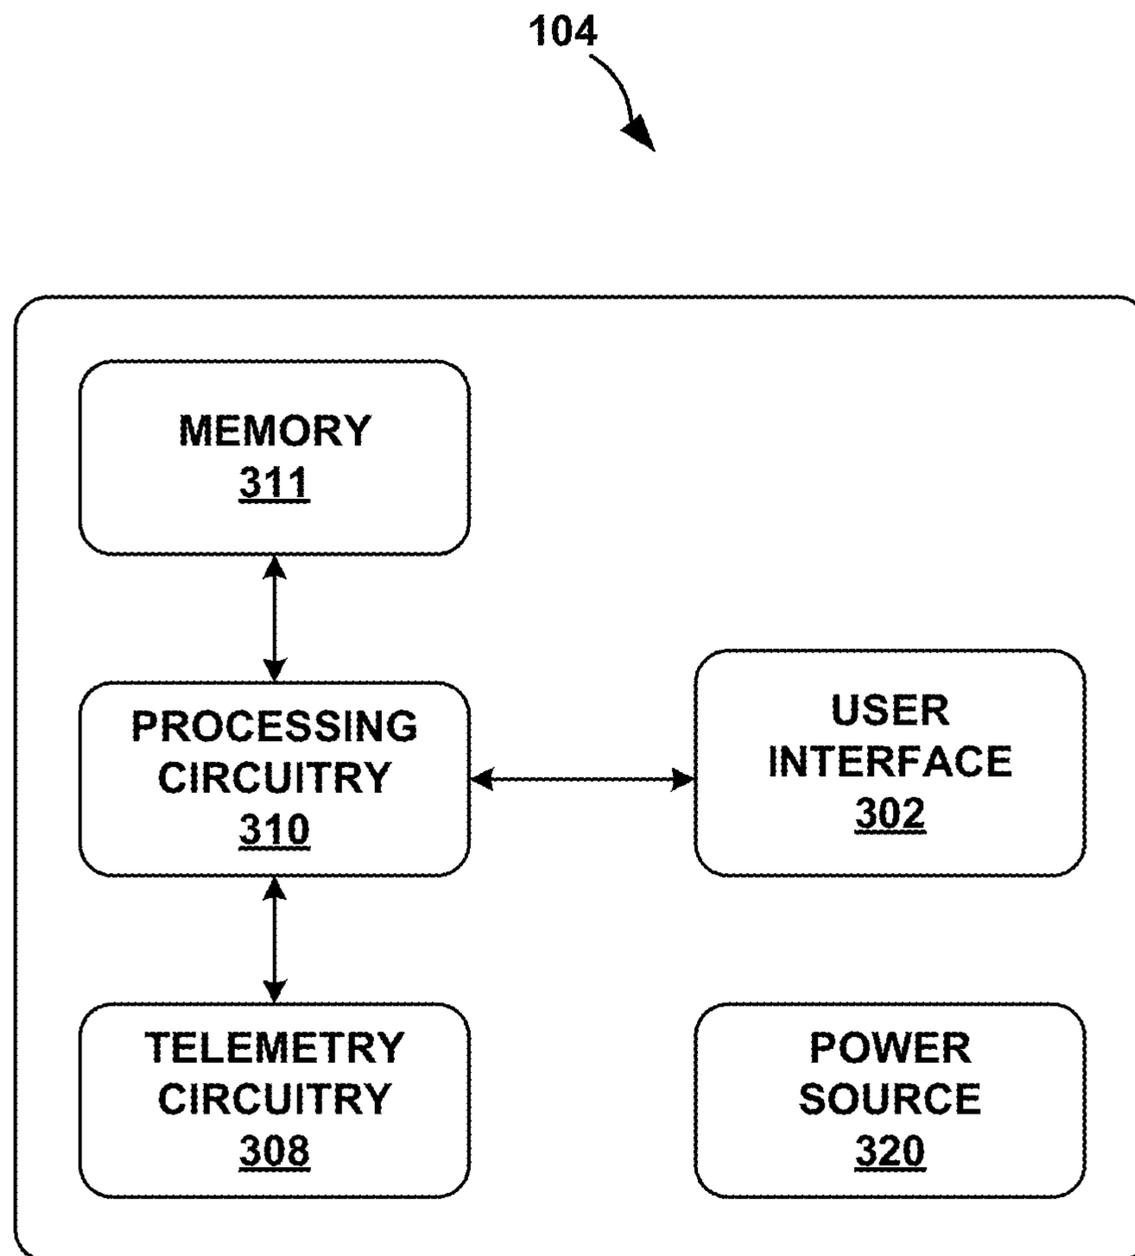 104
MEMORY
311
PROCESSING
CIRCUITRY
310
USER
INTERFACE
302
TELEMETRY
CIRCUITRY
308
POWER
SOURCE
320